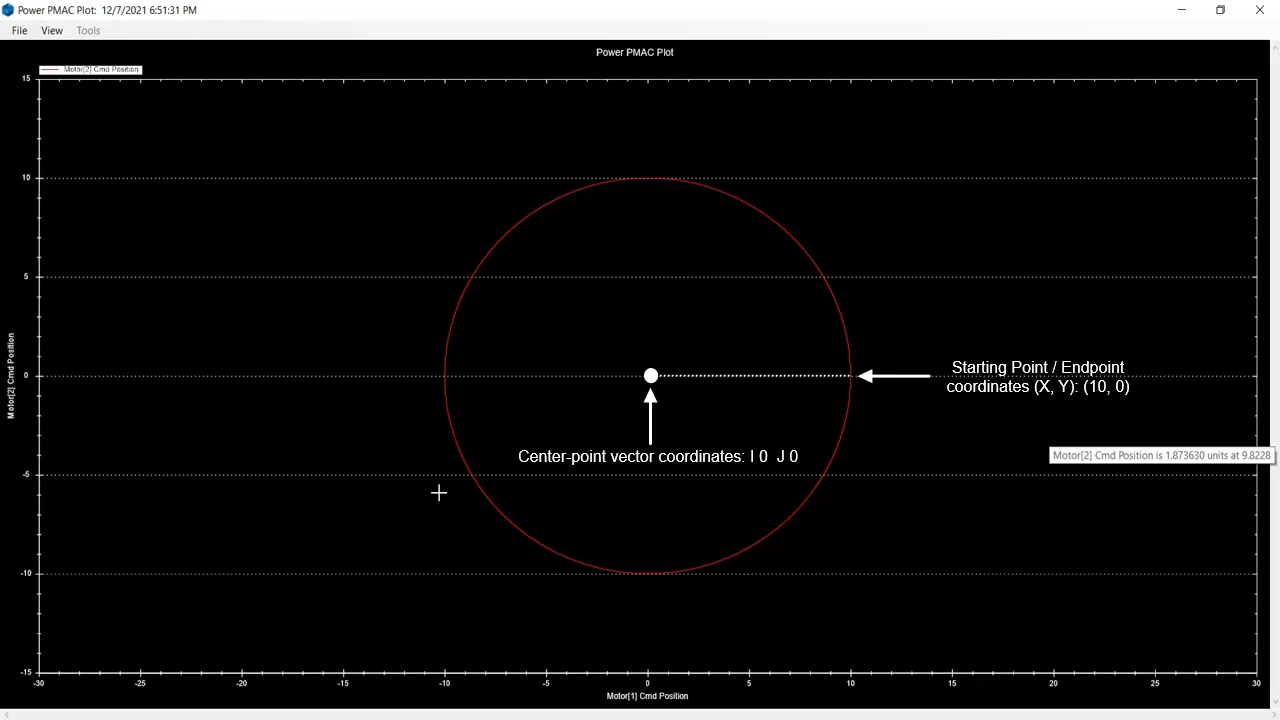 Power PMAC Plot: 12/7/2021 6:51:31 PM
File View Tools
Power PMAC Plot
Motor[2] Cmd Position
15
10
5
0
-5
-10
-15
Motor[2] Cmd Position
Starting Point / Endpoint
coordinates (X, Y): (10, 0)
Center-point vector coordinates: I 0 J 0
Motor[2] Cmd Position is 1.873630 units at 9.8228
-30 -25 -20 -15 -10 -5 0 5 10 15 20 25 30
Motor[1] Cmd Position